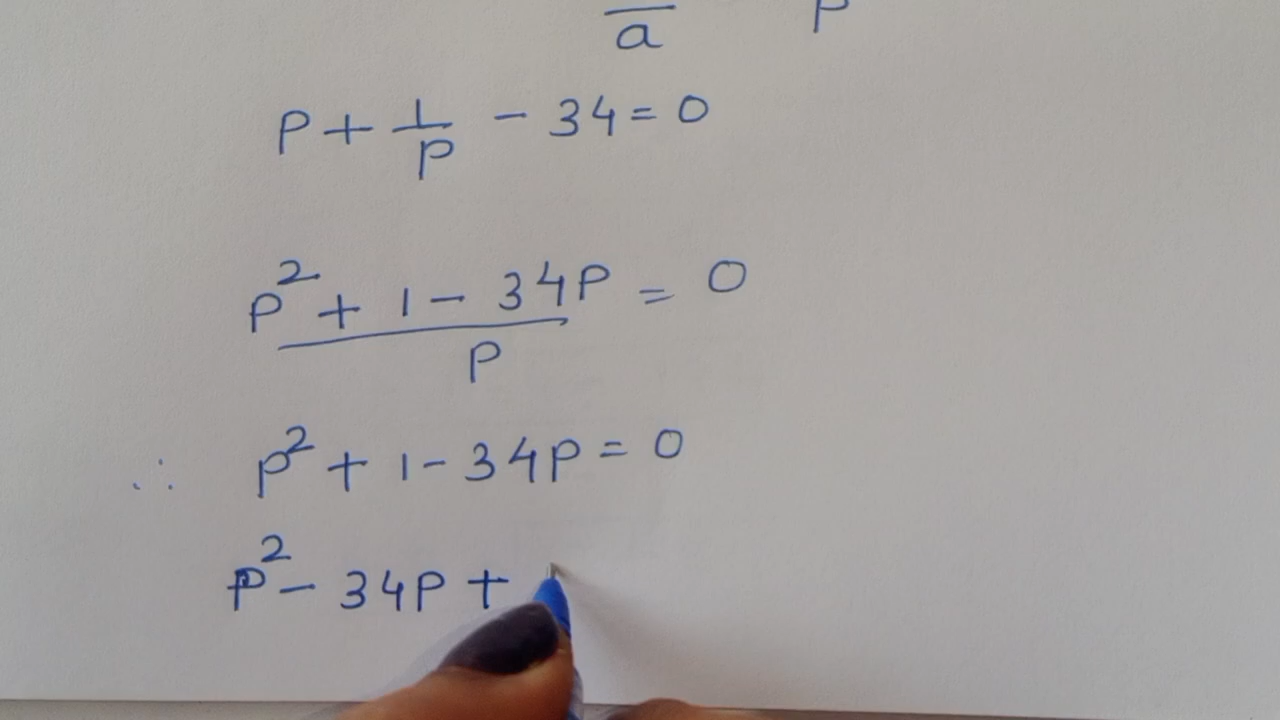 a P
P + 1/P - 34 = 0
P² + 1 - 34P / P = 0
∴ P² + 1 - 34P = 0
P² - 34P +